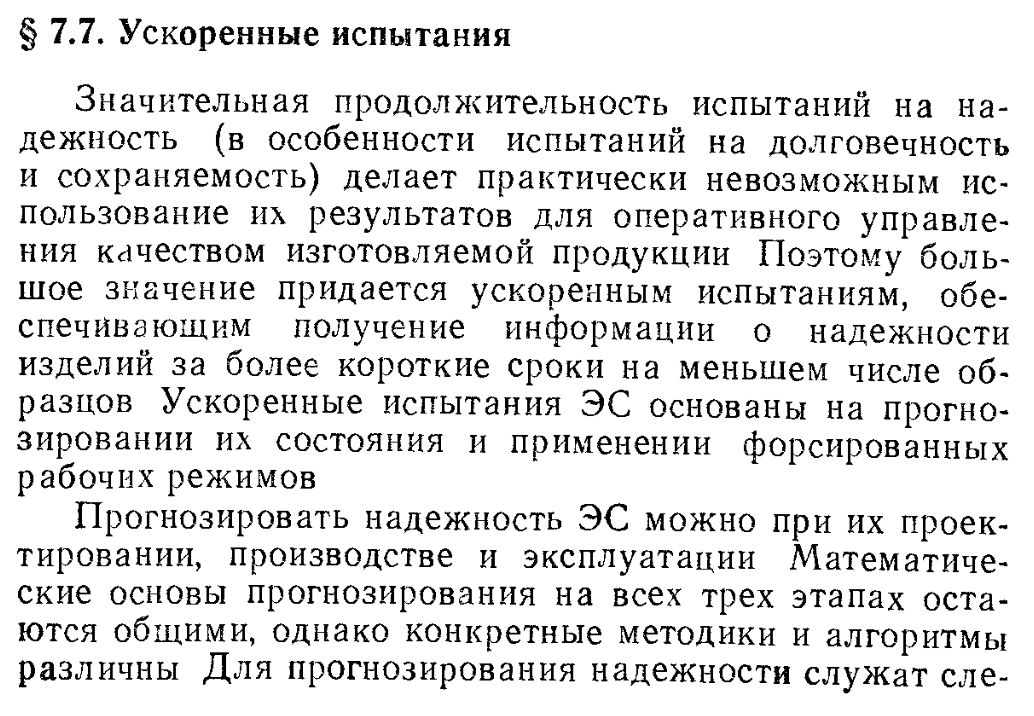 § 7.7. Ускоренные испытания
Значительная продолжительность испытаний на на-
дежность (в особенности испытаний на долговечность
и сохраняемость) делает практически невозможным ис-
пользование их результатов для оперативного управле-
ния качеством изготовляемой продукции Поэтому боль-
шое значение придается ускоренным испытаниям, обе-
спечивающим получение информации о надежности
изделий за более короткие сроки на меньшем числе об-
разцов Ускоренные испытания ЭС основаны на прогно-
зировании их состояния и применении форсированных
рабочих режимов
Прогнозировать надежность ЭС можно при их проек-
тировании, производстве и эксплуатации Математиче-
ские основы прогнозирования на всех трех этапах оста-
ются общими, однако конкретные методики и алгоритмы
различны Для прогнозирования надежности служат сле-